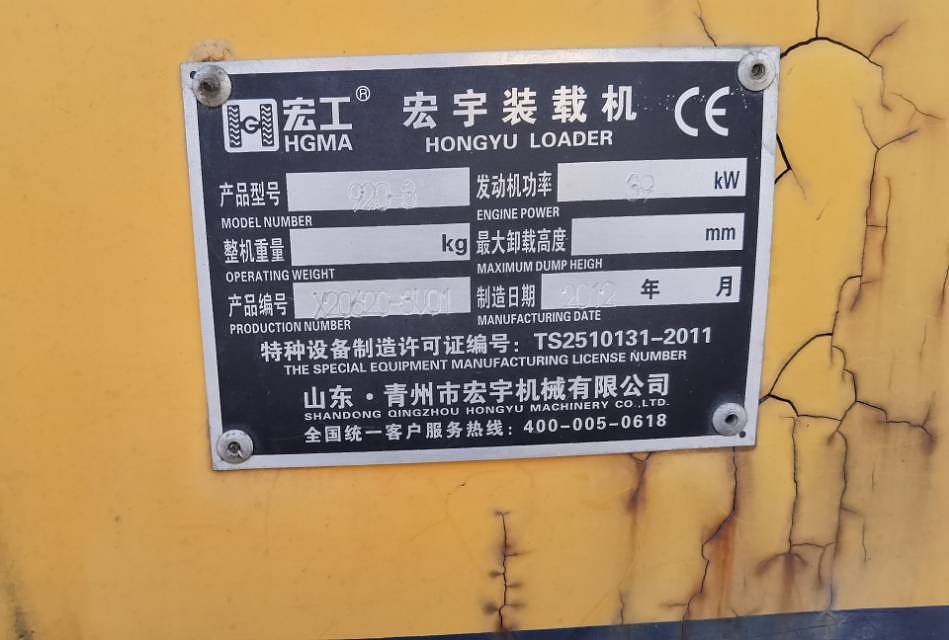 宏工® 宏宇装载机 CE
HGMA HONGYU LOADER
产品型号 920-8 发动机功率 kW
MODEL NUMBER ENGINE POWER
整机重量 kg 最大卸载高度 mm
OPERATING WEIGHT MAXIMUM DUMP HEIGH
产品编号 制造日期 2012 年 月
PRODUCTION NUMBER MANUFACTURING DATE
特种设备制造许可证编号：TS2510131-2011
THE SPECIAL EQUIPMENT MANUFACTURING LICENSE NUMBER
山东·青州市宏宇机械有限公司
SHANDONG QINGZHOU HONGYU MACHINERY CO.,LTD.
全国统一客户服务热线：400-005-0618